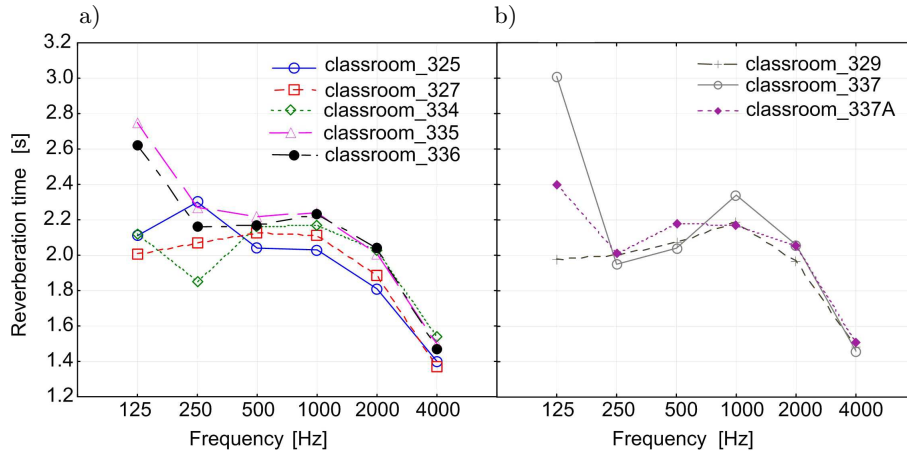 a)
3.2
3.0
2.8
2.6
2.4
2.2
2.0
1.8
1.6
1.4
1.2
Reverberation time [s]
classroom_325
classroom_327
classroom_334
classroom_335
classroom_336
125 250 500 1000 2000 4000
Frequency [Hz]
b)
classroom_329
classroom_337
classroom_337A
125 250 500 1000 2000 4000
Frequency [Hz]